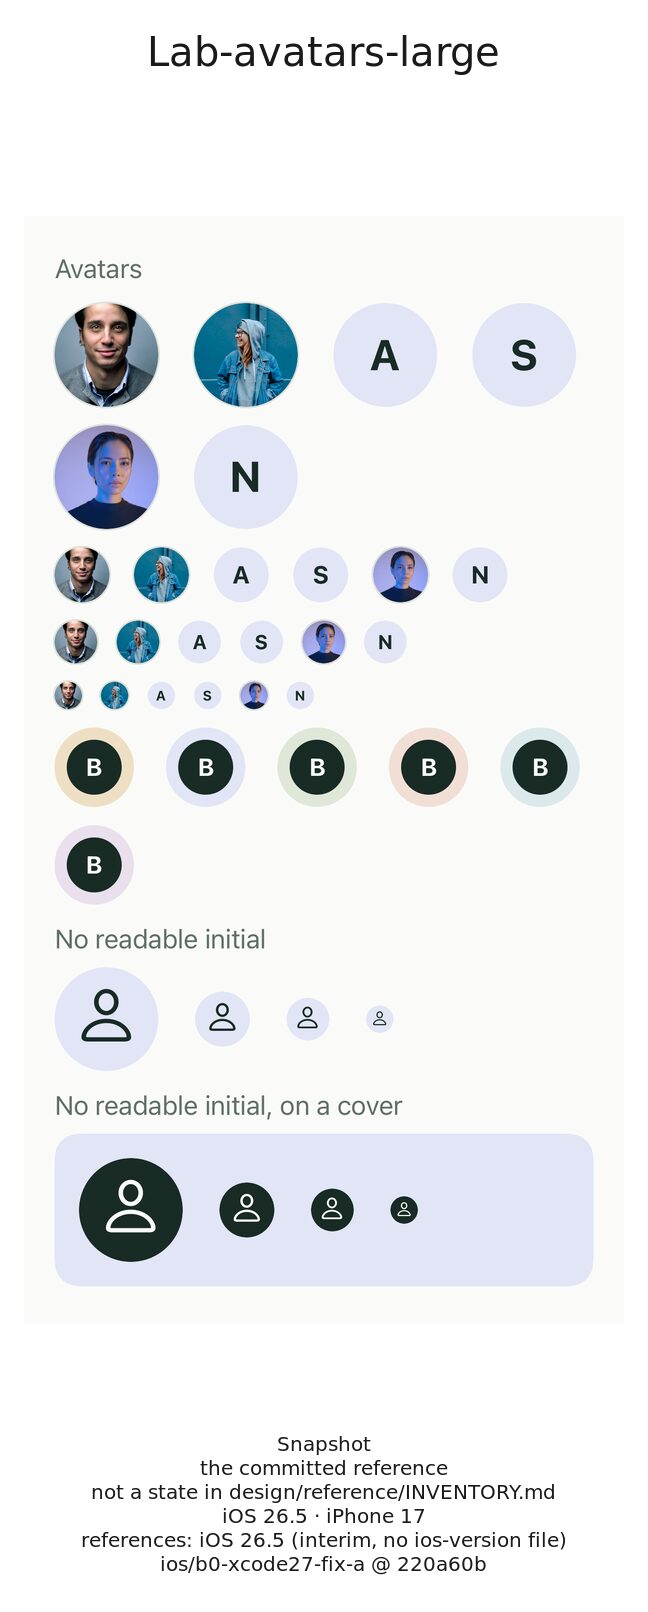 Lab-avatars-large
Avatars
A S
N
A S N
A S N
A S N
B B B B B
B
No readable initial
No readable initial, on a cover
Snapshot
the committed reference
not a state in design/reference/INVENTORY.md
iOS 26.5 · iPhone 17
references: iOS 26.5 (interim, no ios-version file)
ios/b0-xcode27-fix-a @ 220a60b